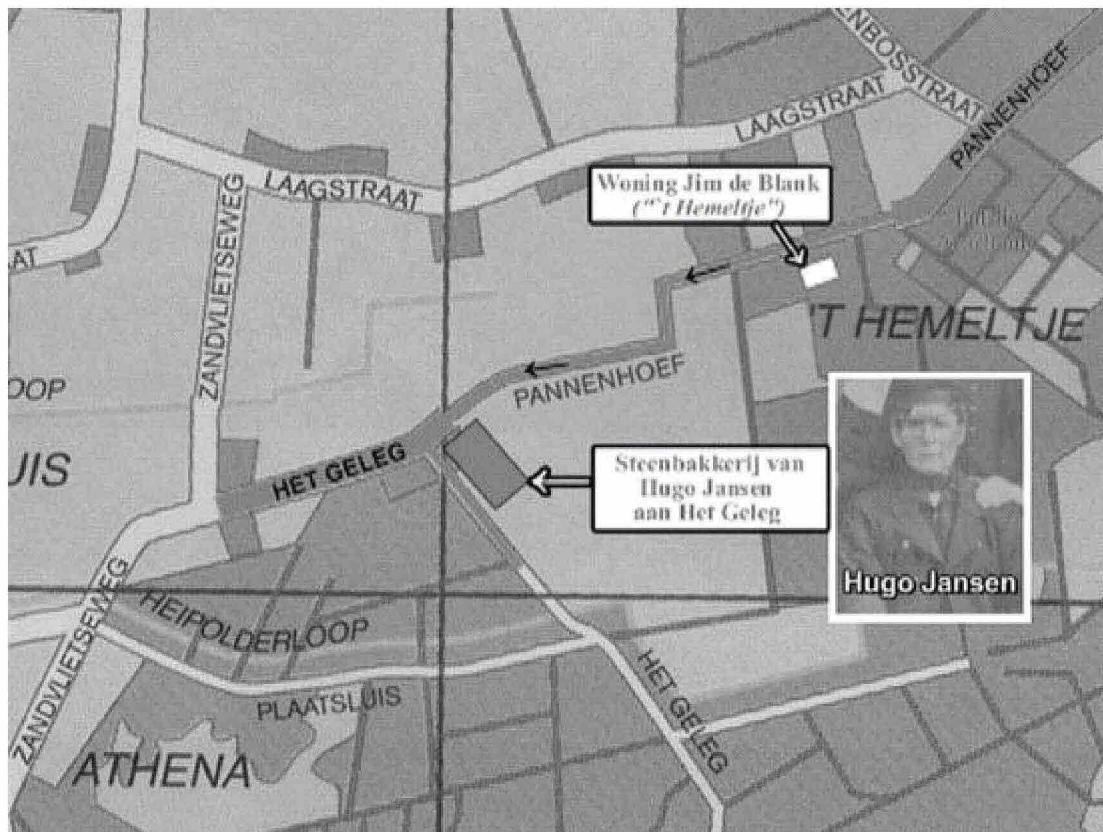 ENBOSSTRAAT
PANNENHOEF
LAAGSTRAAT
LAAGSTRAAT
Woning Jim de Blank
("`t Hemeltje")
AAT
ZANDVLIETSEWEG
'T HEMELTJE
OOP
PANNENHOEF
UIS
HET GELEG
Steenbakkerij van
Hugo Jansen
aan Het Geleg
Hugo Jansen
HEIPOLDERLOOP
ZANDVLIETSEWEG
PLAATSLUIS
HET GELEG
ATHENA